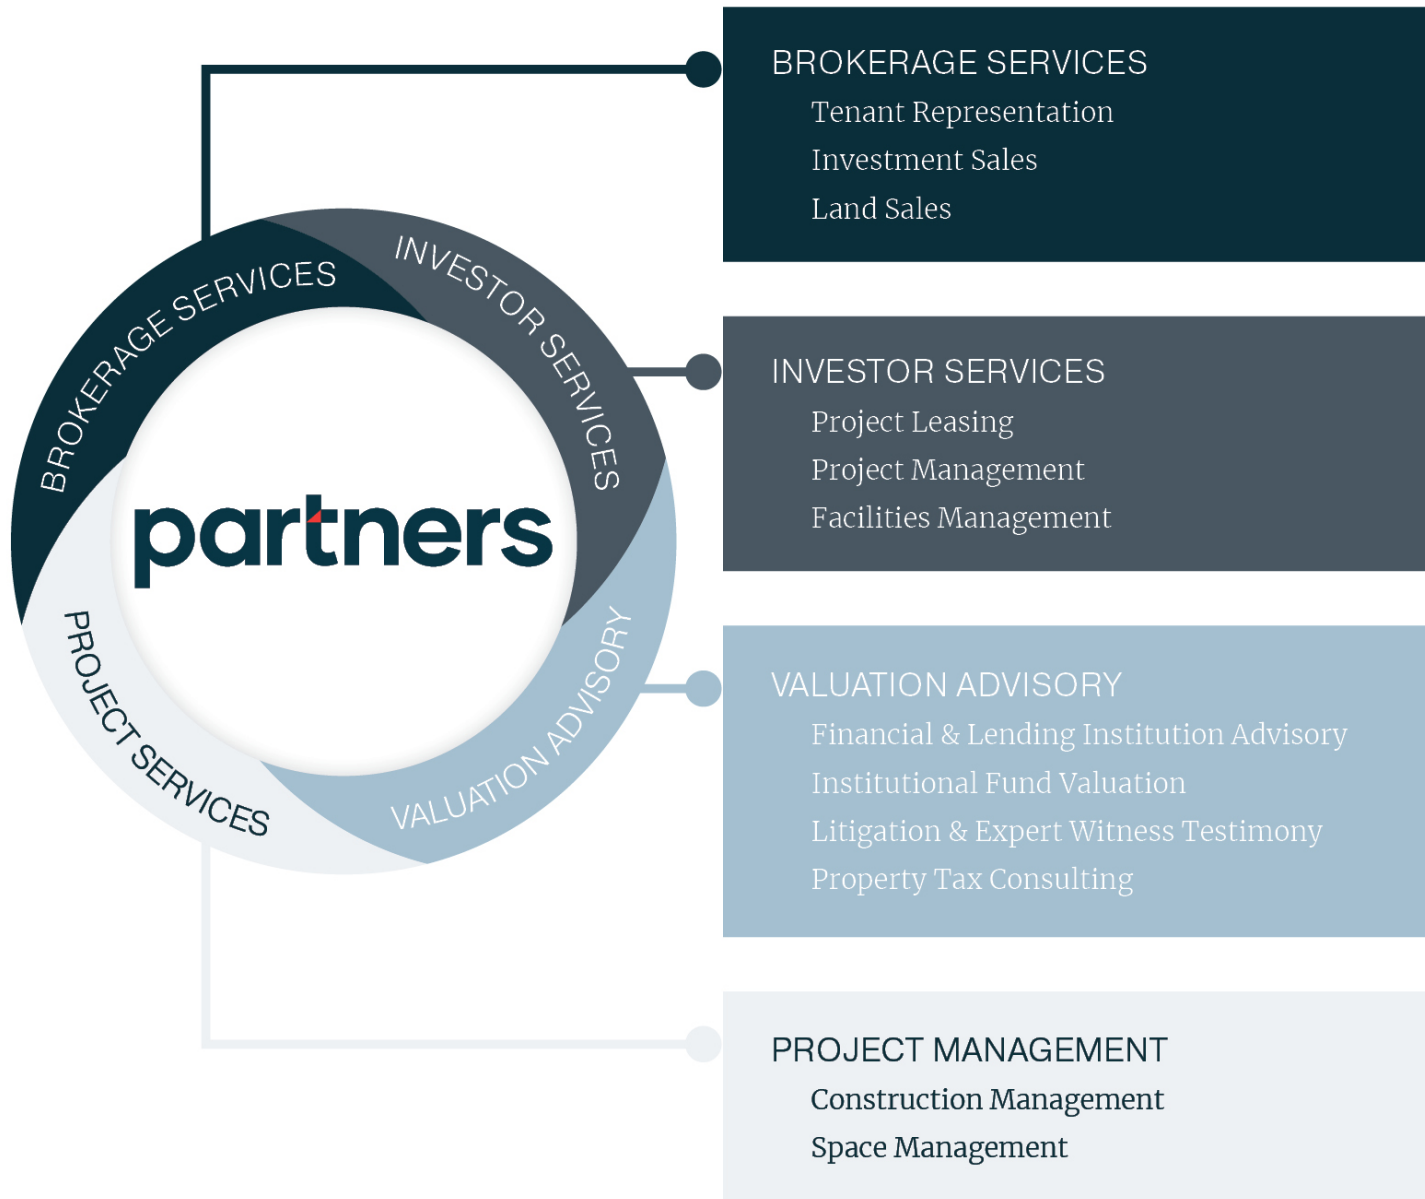 BROKERAGE SERVICES
INVESTOR SERVICES
VALUATION ADVISORY
PROJECT SERVICES
partners
BROKERAGE SERVICES
Tenant Representation
Investment Sales
Land Sales
INVESTOR SERVICES
Project Leasing
Project Management
Facilities Management
VALUATION ADVISORY
Financial & Lending Institution Advisory
Institutional Fund Valuation
Litigation & Expert Witness Testimony
Property Tax Consulting
PROJECT MANAGEMENT
Construction Management
Space Management